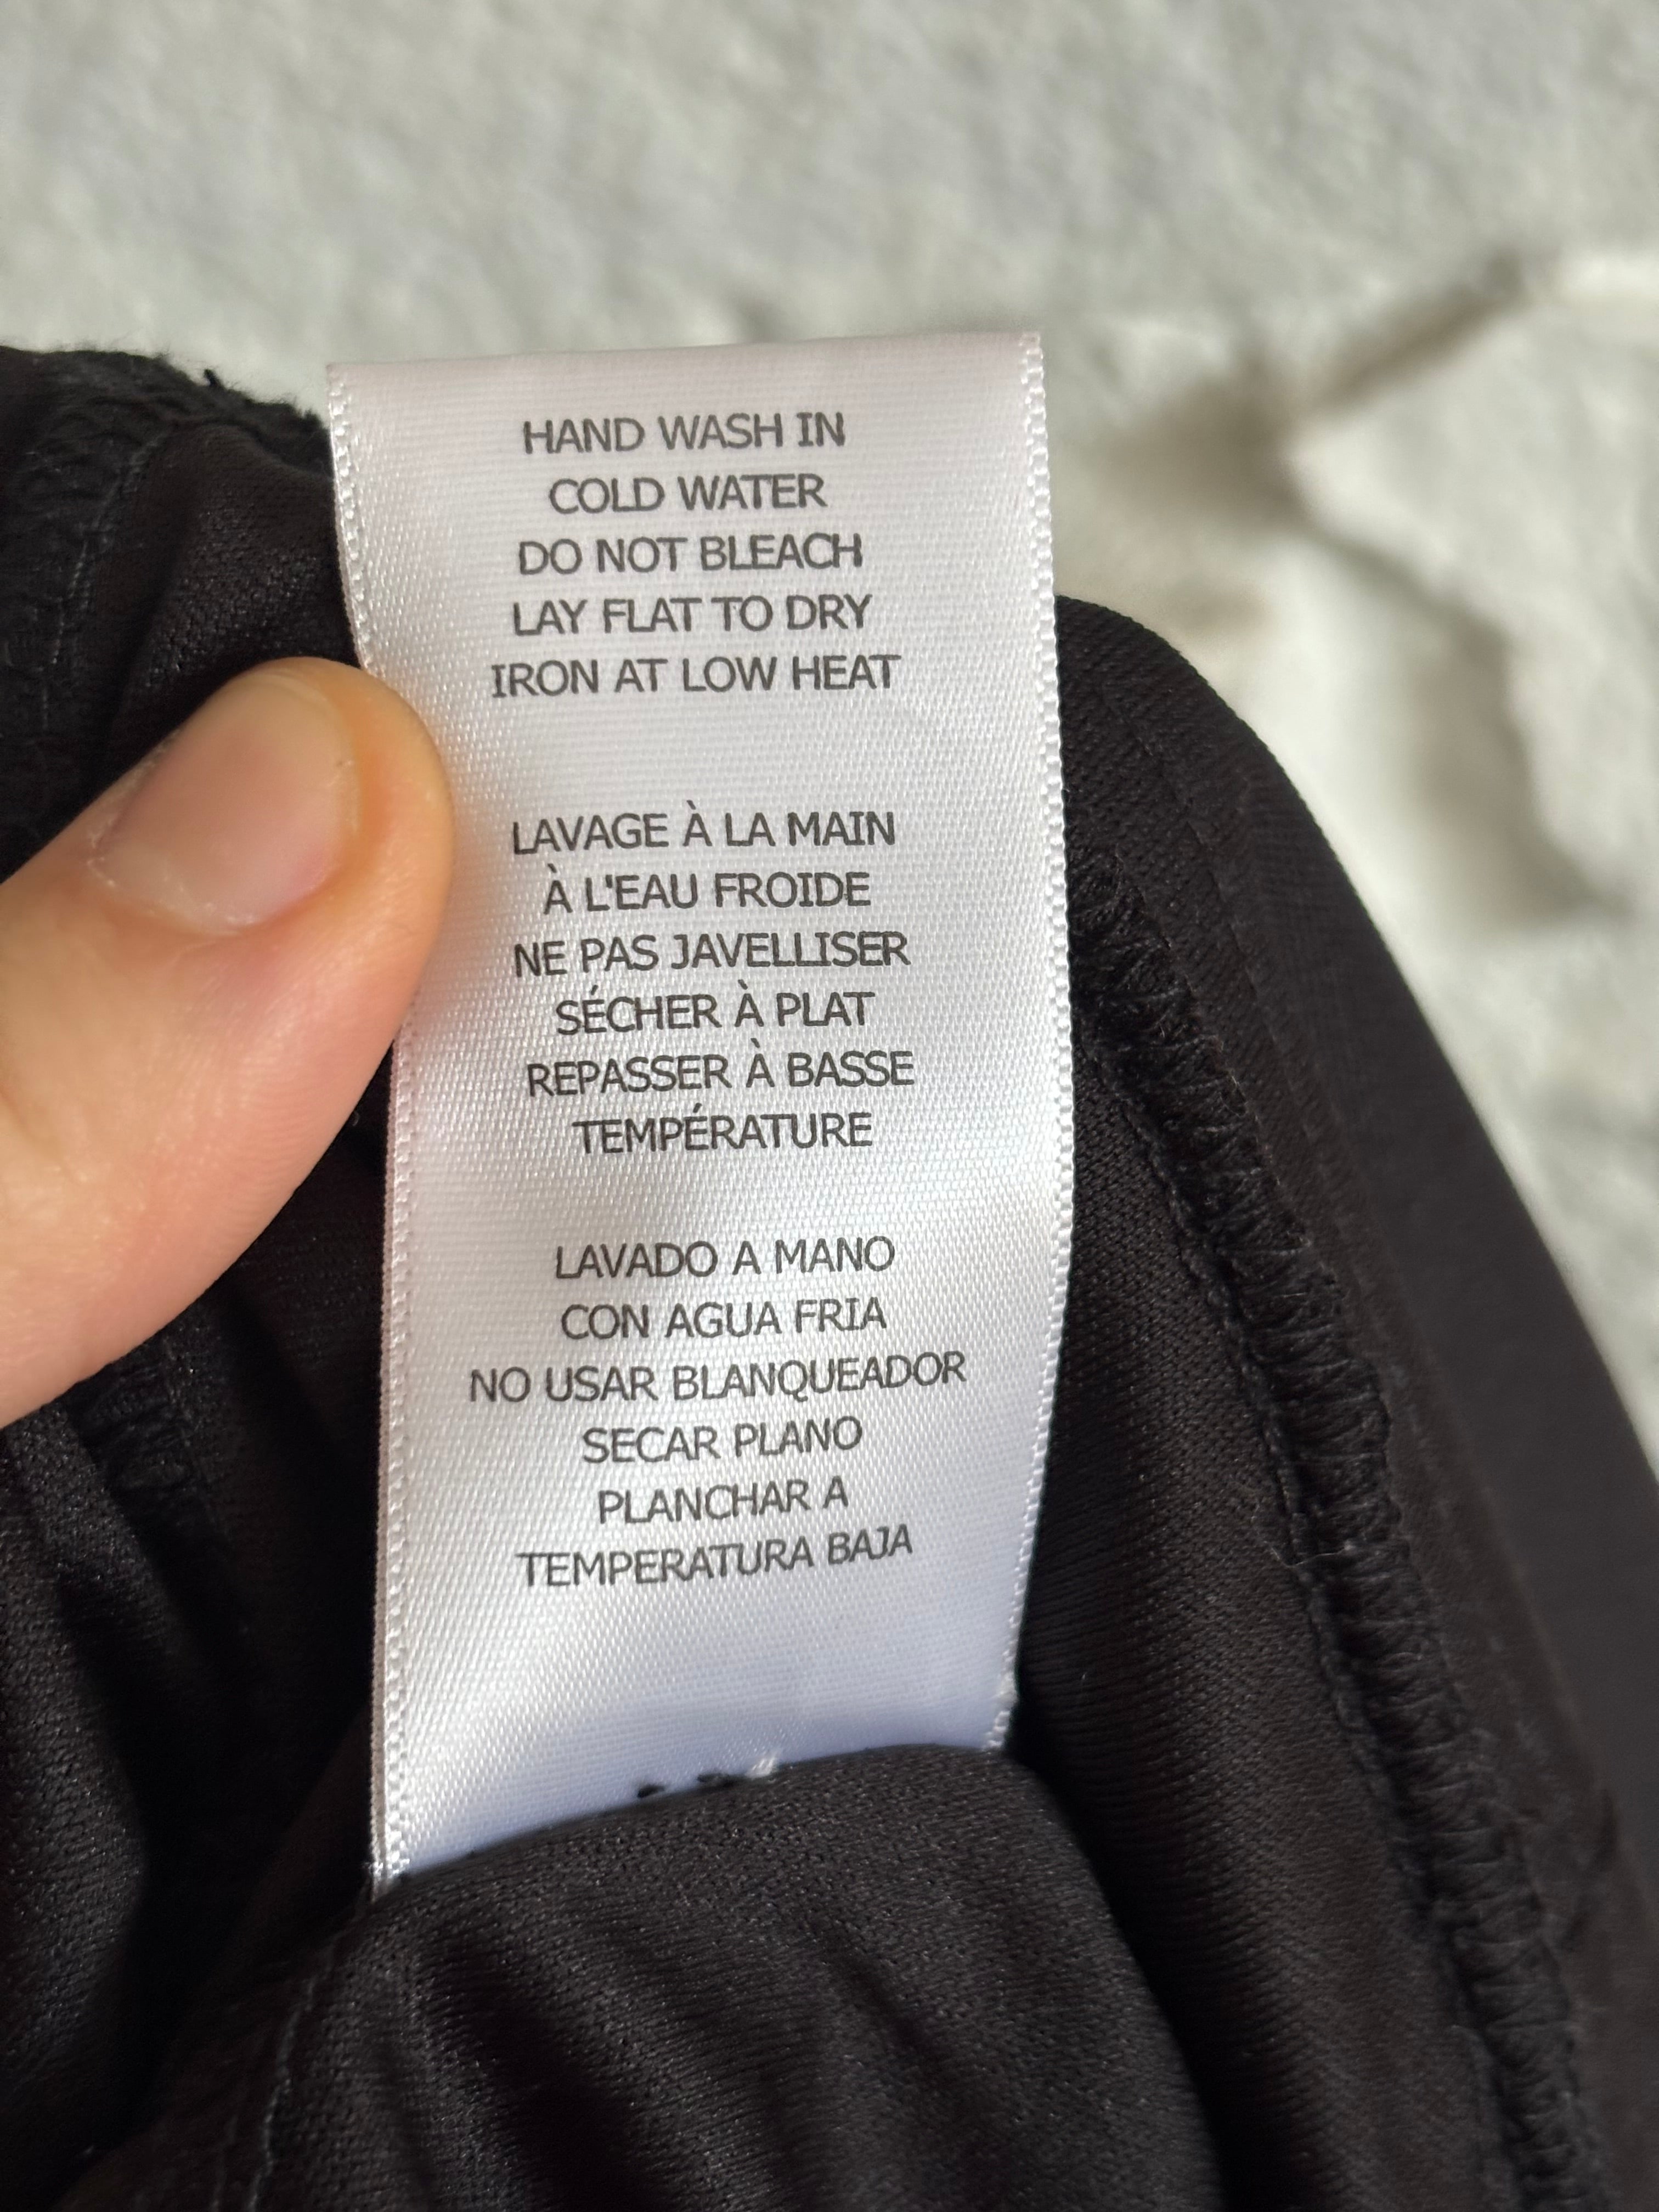 HAND WASH IN
COLD WATER
DO NOT BLEACH
LAY FLAT TO DRY
IRON AT LOW HEAT
LAVAGE À LA MAIN
À L'EAU FROIDE
NE PAS JAVELLISER
SÉCHER À PLAT
REPASSER À BASSE
TEMPÉRATURE
LAVADO A MANO
CON AGUA FRIA
NO USAR BLANQUEADOR
SECAR PLANO
PLANCHAR A
TEMPERATURA BAJA